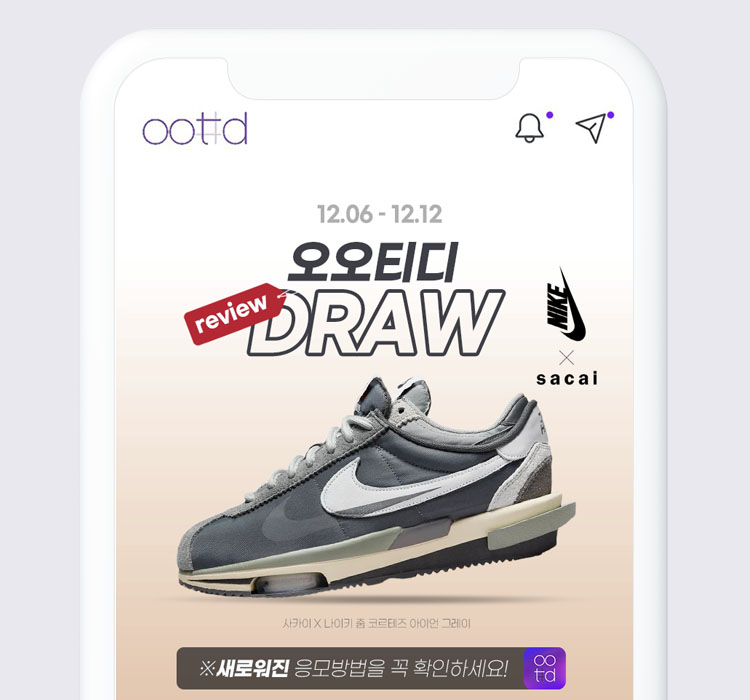 oottd
12.06 - 12.12
오오티디
review
DRAW
NIKE
×
sacai
사카이 X 나이키 줌 코르테즈 아이언 그레이
※새로워진 응모방법을 꼭 확인하세요!
oo
td